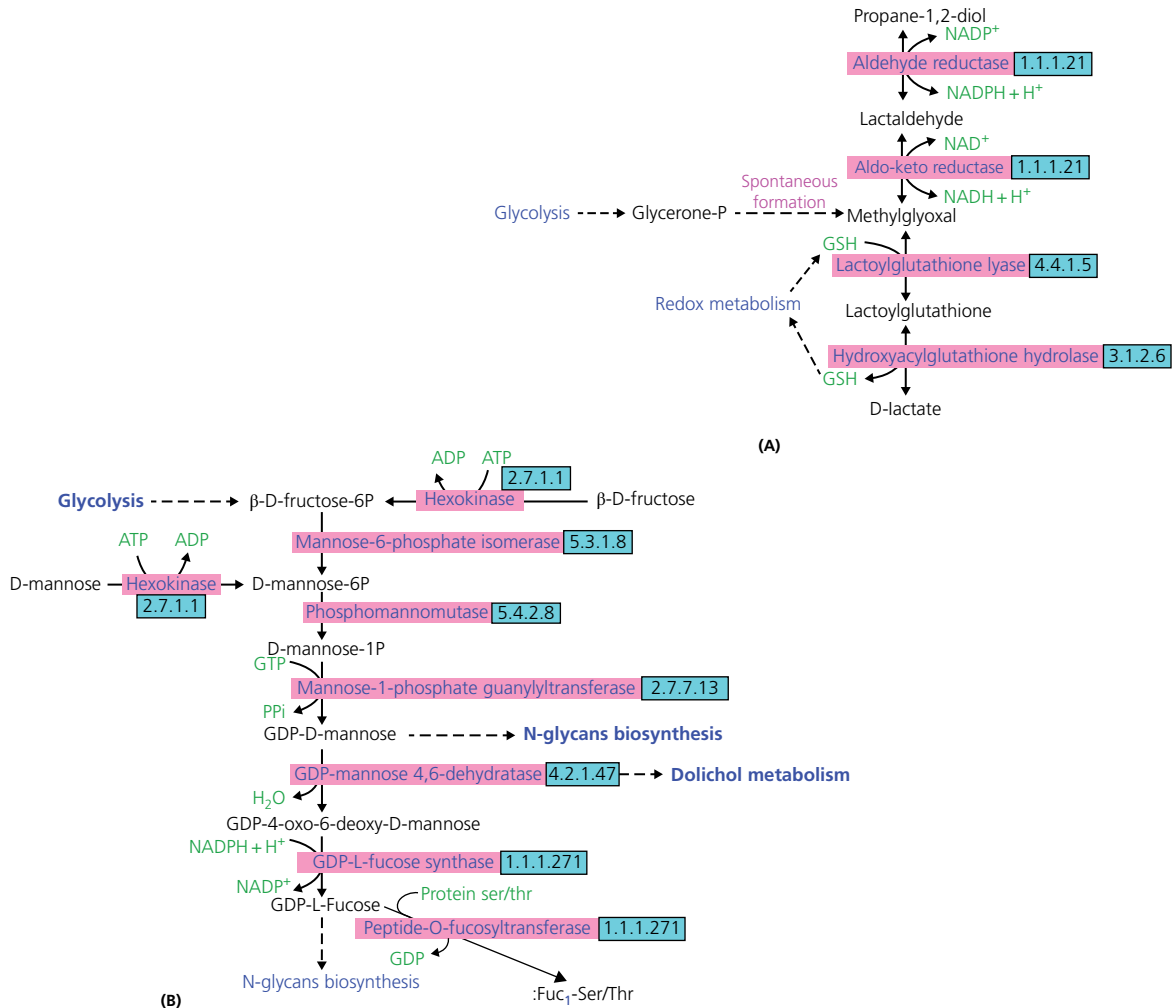 Propane-1,2-diol
NADP+
Aldehyde reductase 1.1.1.21
NADPH + H+
Lactaldehyde
NAD+
Aldo-keto reductase 1.1.1.21
NADH + H+
Spontaneous
formation
Glycolysis Glycerone-P Methylglyoxal
GSH
Lactoylglutathione lyase 4.4.1.5
Redox metabolism
Lactoylglutathione
Hydroxyacylglutathione hydrolase 3.1.2.6
GSH
D-lactate
(A)
ADP ATP
2.7.1.1
Glycolysis β-D-fructose-6P Hexokinase β-D-fructose
Mannose-6-phosphate isomerase 5.3.1.8
ATP ADP
D-mannose Hexokinase D-mannose-6P
2.7.1.1
Phosphomannomutase 5.4.2.8
D-mannose-1P
GTP
Mannose-1-phosphate guanylyltransferase 2.7.7.13
PPi
GDP-D-mannose N-glycans biosynthesis
GDP-mannose 4,6-dehydratase 4.2.1.47 Dolichol metabolism
H2O
GDP-4-oxo-6-deoxy-D-mannose
NADPH + H+
GDP-L-fucose synthase 1.1.1.271
NADP+
GDP-L-Fucose
Protein ser/thr
Peptide-O-fucosyltransferase 1.1.1.271
GDP
N-glycans biosynthesis
:Fuc1-Ser/Thr
(B)